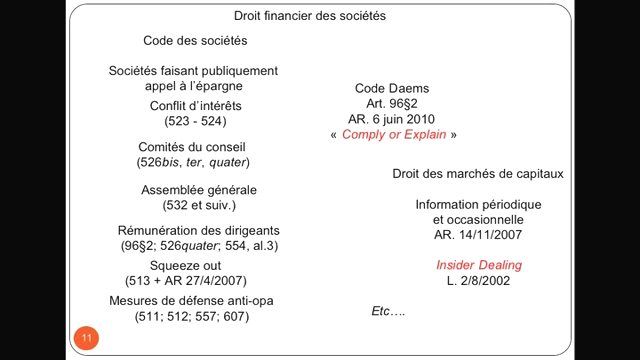 Droit financier des sociétés
Code des sociétés
Sociétés faisant publiquement
appel à l'épargne
Conflit d'intérêts
(523 - 524)
Comités du conseil
(526bis, ter, quater)
Assemblée générale
(532 et suiv.)
Rémunération des dirigeants
(96§2; 526quater; 554, al.3)
Squeeze out
(513 + AR 27/4/2007)
Mesures de défense anti-opa
(511; 512; 557; 607)
Code Daems
Art. 96§2
AR. 6 juin 2010
« Comply or Explain »
Droit des marchés de capitaux
Information périodique
et occasionnelle
AR. 14/11/2007
Insider Dealing
L. 2/8/2002
Etc….
11